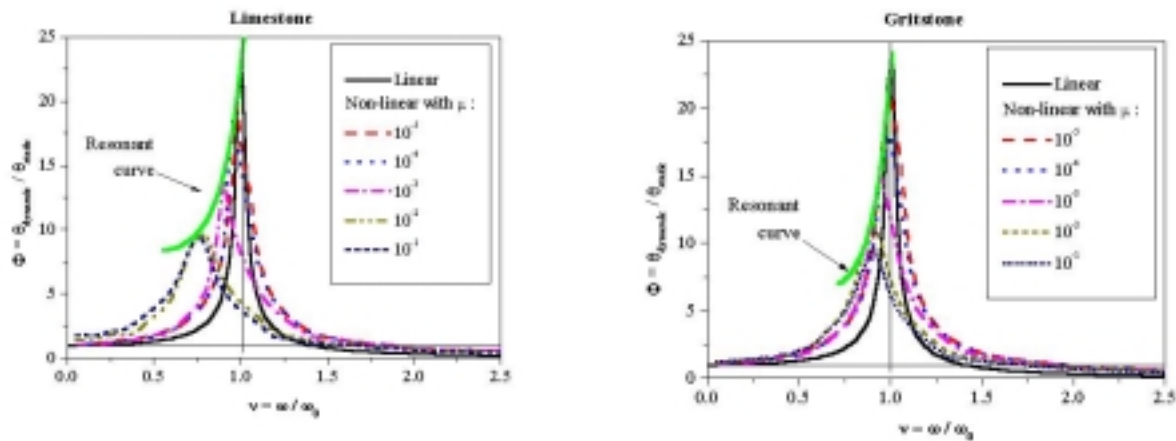 Limestone
25
20
15
10
5
0
0.0 0.5 1.0 1.5 2.0 2.5
Φ = θdynamic / θstatic
ν = ω / ω0
Resonant
curve
Linear
Non-linear with μ :
Gritstone
25
20
15
10
5
0
0.0 0.5 1.0 1.5 2.0 2.5
Φ = θdynamic / θstatic
ν = ω / ω0
Resonant
curve
Linear
Non-linear with μ :